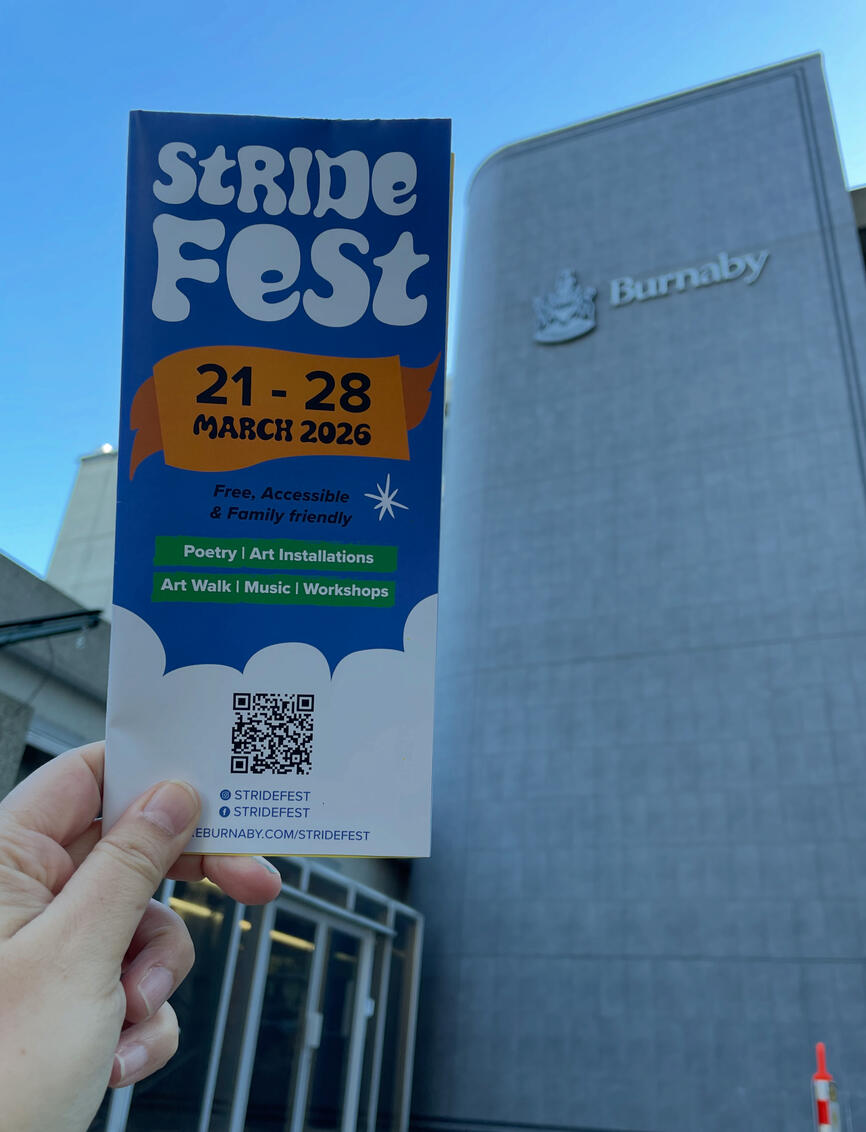 StRIDe
FeSt
21 - 28
MARCH 2026
Free, Accessible
& Family friendly
Poetry | Art Installations
Art Walk | Music | Workshops
STRIDEFEST
STRIDEFEST
EBURNABY.COM/STRIDEFEST
Burnaby